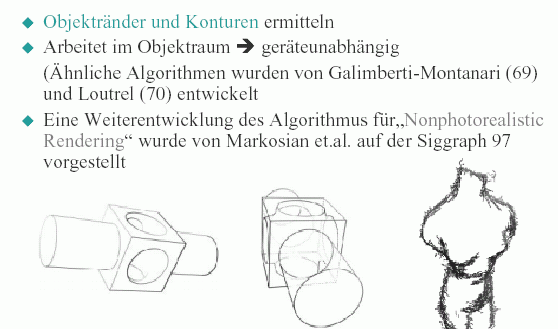 Objektränder und Konturen ermitteln
Arbeitet im Objektraum ➔ geräteunabhängig
(Ähnliche Algorithmen wurden von Galimberti-Montanari (69)
und Loutrel (70) entwickelt
Eine Weiterentwicklung des Algorithmus für„Nonphotorealistic
Rendering“ wurde von Markosian et.al. auf der Siggraph 97
vorgestellt